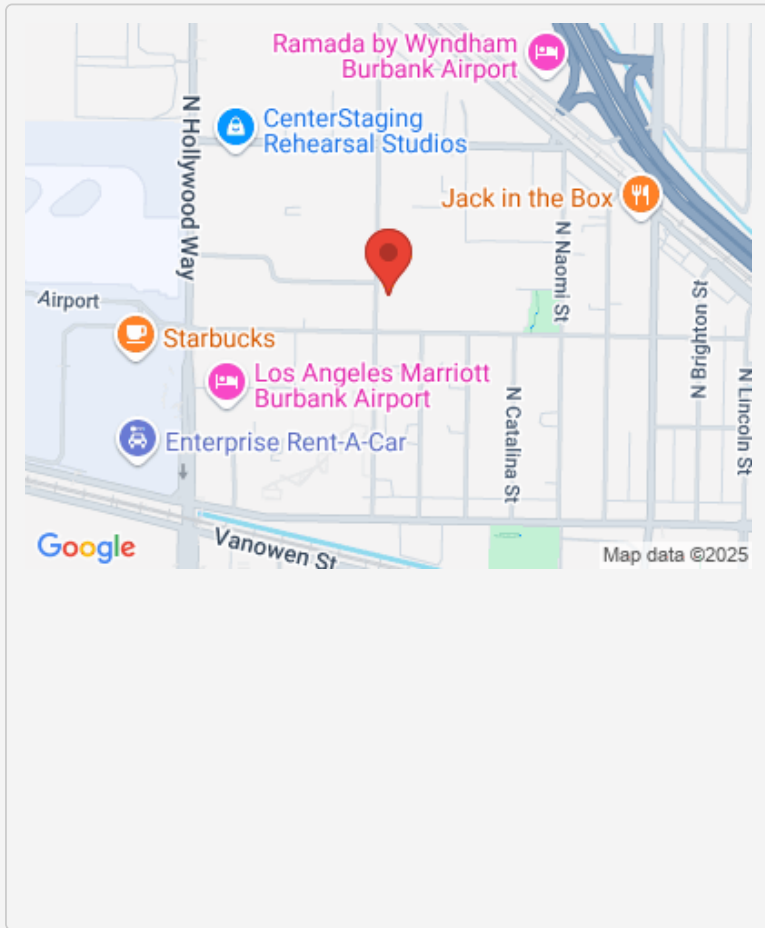 Ramada by Wyndham
Burbank Airport
N Hollywood Way
CenterStaging
Rehearsal Studios
Jack in the Box
N Naomi St
Airport
Starbucks
N Brighton St
Los Angeles Marriott
Burbank Airport
N Catalina St
N Lincoln St
Enterprise Rent-A-Car
Vanowen St
Google
Map data ©2025